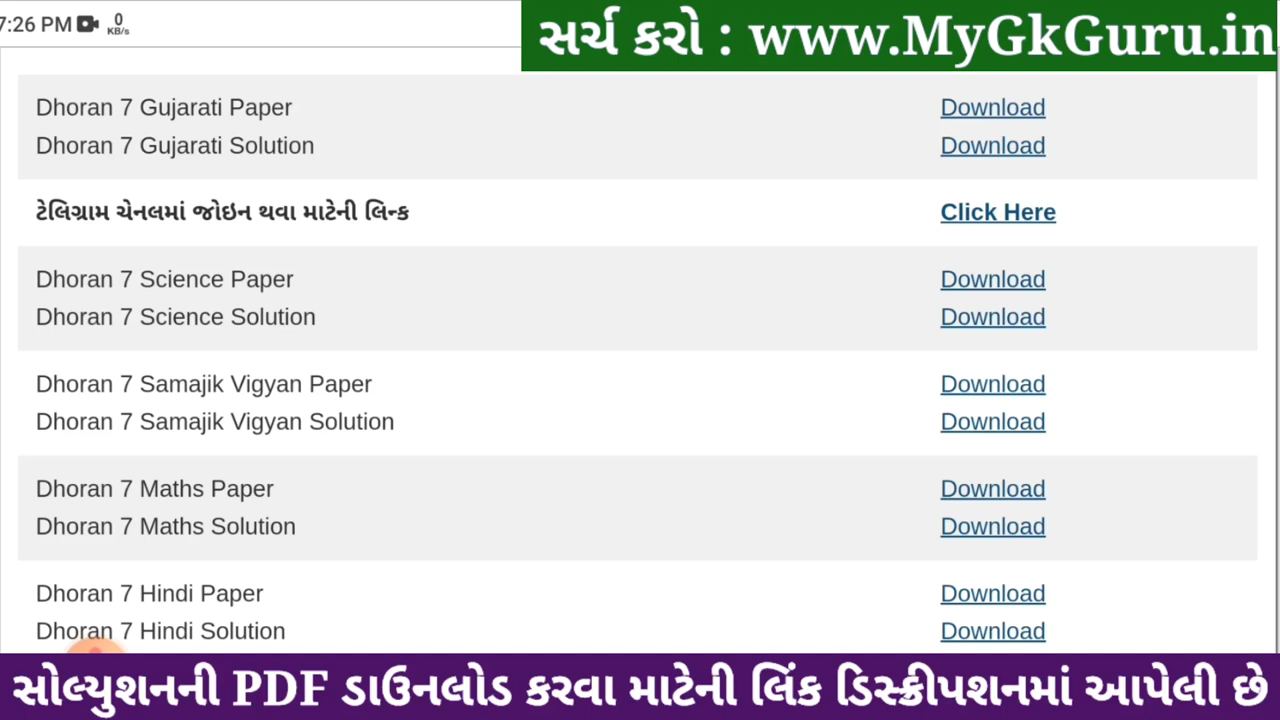 7:26 PM 0 KB/s
સર્ચ કરો : www.MyGkGuru.in
Dhoran 7 Gujarati Paper Download
Dhoran 7 Gujarati Solution Download
ટેલિગ્રામ ચેનલમાં જોઇન થવા માટેની લિન્ક Click Here
Dhoran 7 Science Paper Download
Dhoran 7 Science Solution Download
Dhoran 7 Samajik Vigyan Paper Download
Dhoran 7 Samajik Vigyan Solution Download
Dhoran 7 Maths Paper Download
Dhoran 7 Maths Solution Download
Dhoran 7 Hindi Paper Download
Dhoran 7 Hindi Solution Download
સોલ્યુશનની PDF ડાઉનલોડ કરવા માટેની લિંક ડિસ્ક્રીપશનમાં આપેલી છે